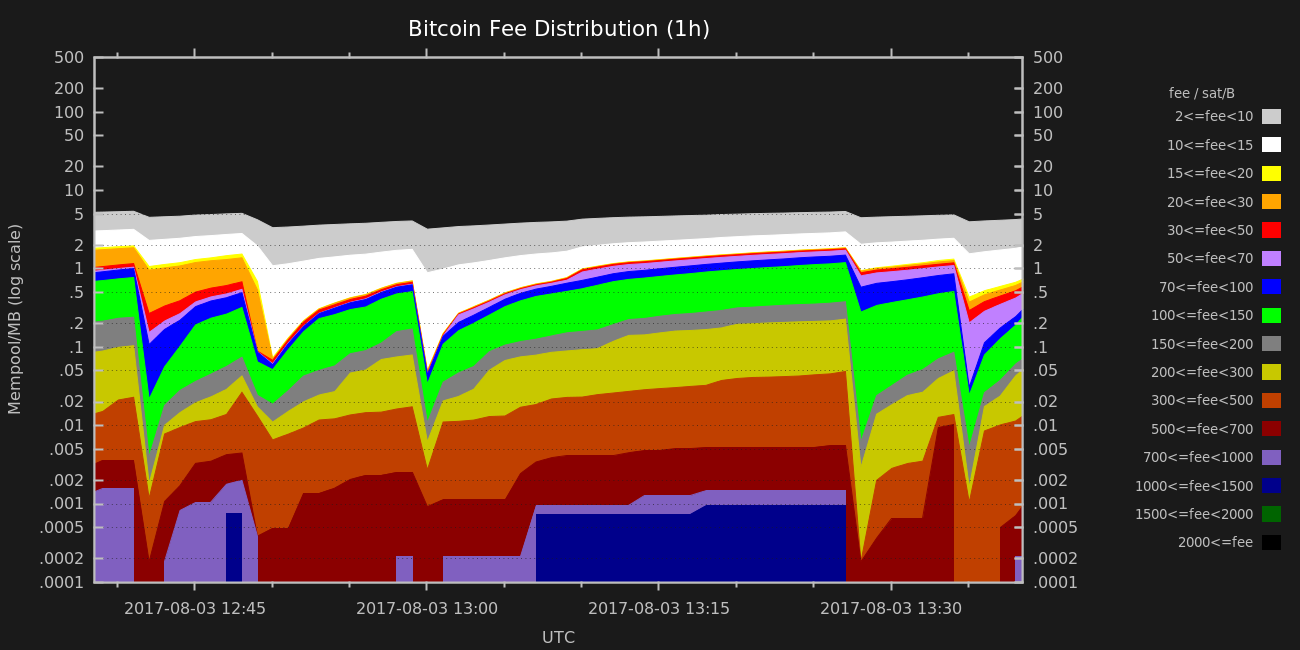 Bitcoin Fee Distribution (1h)
500
200
100
50
20
10
5
2
1
.5
.2
.1
.05
.02
.01
.005
.002
.001
.0005
.0002
.0001
Mempool/MB (log scale)
500
200
100
50
20
10
5
2
1
.5
.2
.1
.05
.02
.01
.005
.002
.001
.0005
.0002
.0001
2017-08-03 12:45
2017-08-03 13:00
2017-08-03 13:15
2017-08-03 13:30
UTC
fee / sat/B
2<=fee<10
10<=fee<15
15<=fee<20
20<=fee<30
30<=fee<50
50<=fee<70
70<=fee<100
100<=fee<150
150<=fee<200
200<=fee<300
300<=fee<500
500<=fee<700
700<=fee<1000
1000<=fee<1500
1500<=fee<2000
2000<=fee